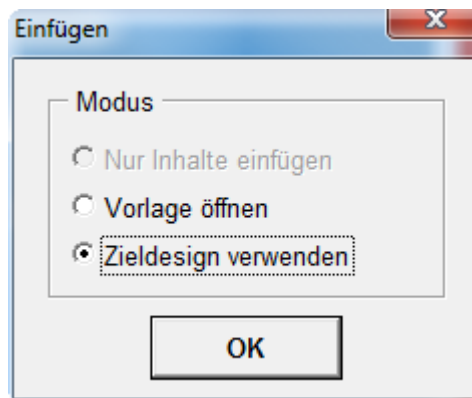 Einfügen
Modus
Nur Inhalte einfügen
Vorlage öffnen
Zieldesign verwenden
OK